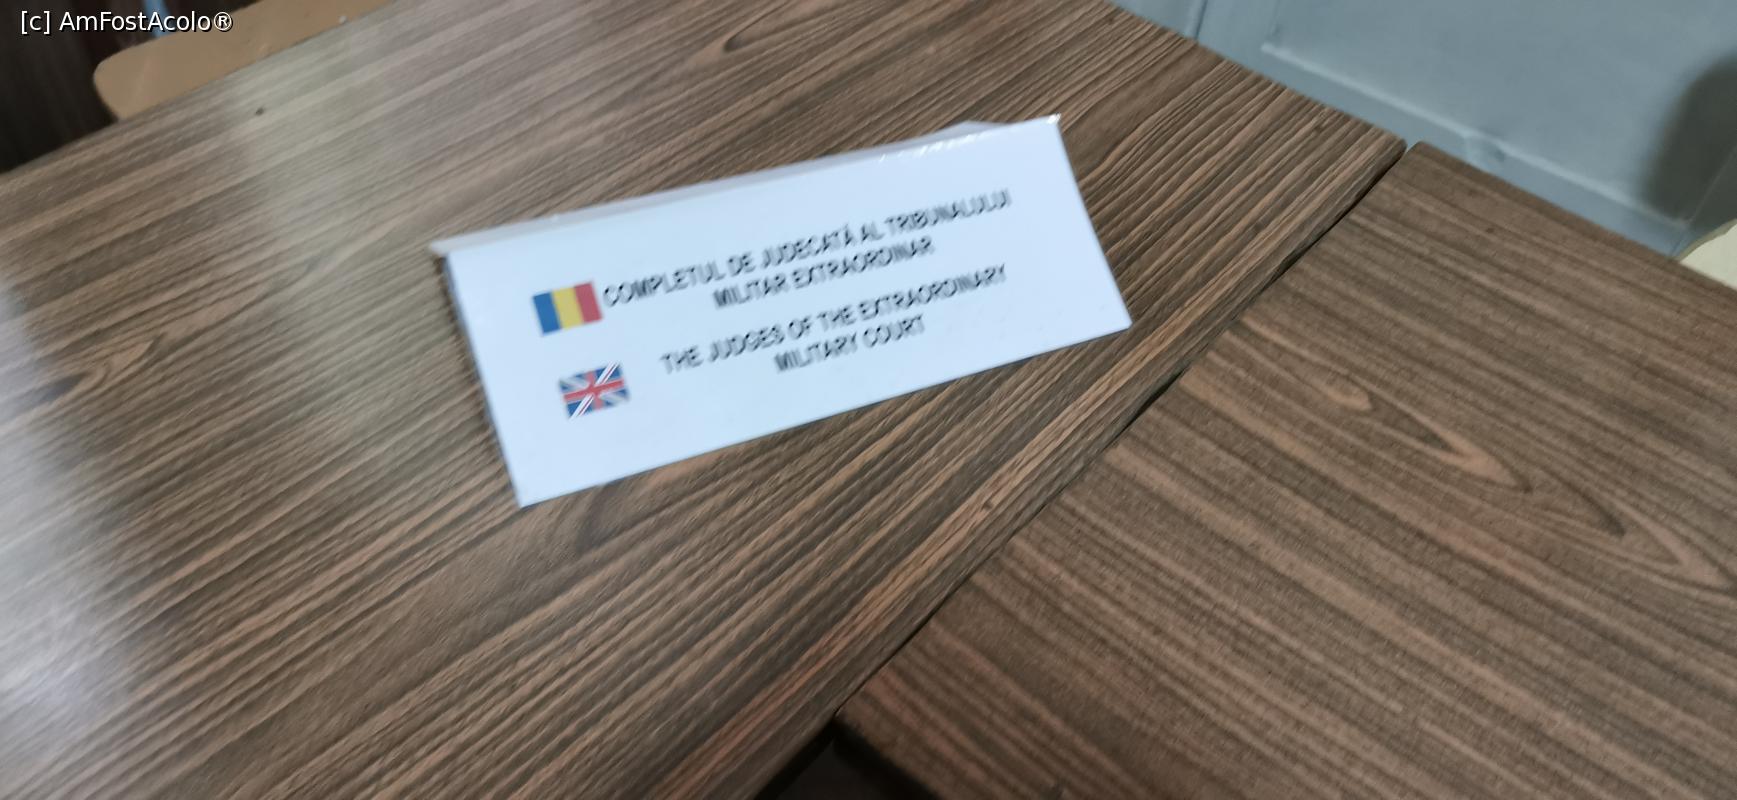 [c] AmFostAcolo®
COMPLETUL DE JUDECATĂ AL TRIBUNALULUI
MILITAR EXTRAORDINAR
THE JUDGES OF THE EXTRAORDINARY
MILITARY COURT